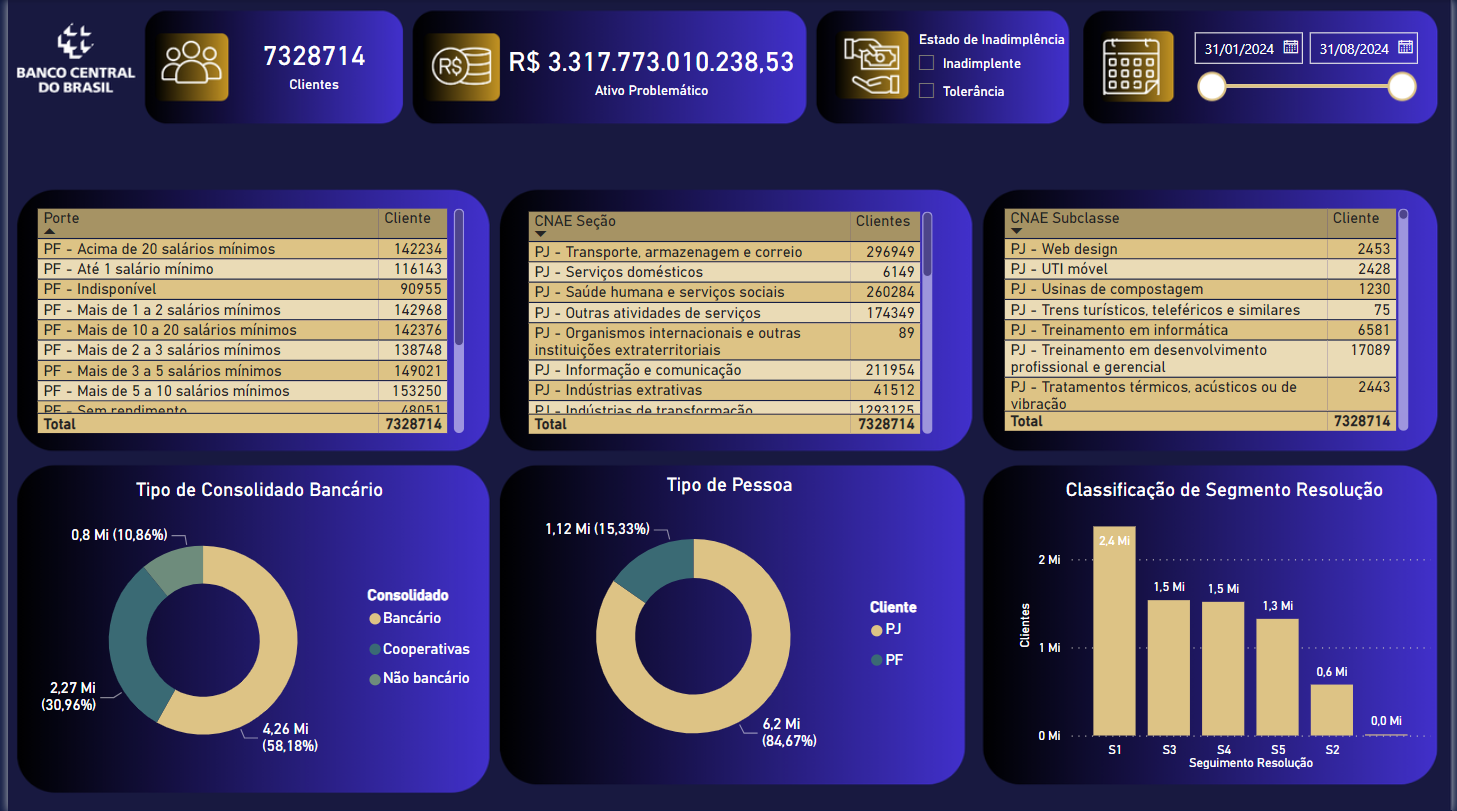 BANCO CENTRAL
DO BRASIL
7328714
Clientes
R$
R$ 3.317.773.010.238,53
Ativo Problemático
Estado de Inadimplência
Inadimplente
Tolerância
31/01/2024
31/08/2024
Porte Cliente
PF - Acima de 20 salários mínimos 142234
PF - Até 1 salário mínimo 116143
PF - Indisponível 90955
PF - Mais de 1 a 2 salários mínimos 142968
PF - Mais de 10 a 20 salários mínimos 142376
PF - Mais de 2 a 3 salários mínimos 138748
PF - Mais de 3 a 5 salários mínimos 149021
PF - Mais de 5 a 10 salários mínimos 153250
PF - Sem rendimento 48051
Total 7328714
CNAE Seção Clientes
PJ - Transporte, armazenagem e correio 296949
PJ - Serviços domésticos 6149
PJ - Saúde humana e serviços sociais 260284
PJ - Outras atividades de serviços 174349
PJ - Organismos internacionais e outras 89
instituições extraterritoriais
PJ - Informação e comunicação 211954
PJ - Indústrias extrativas 41512
PJ - Indústrias de transformação 1293125
Total 7328714
CNAE Subclasse Cliente
PJ - Web design 2453
PJ - UTI móvel 2428
PJ - Usinas de compostagem 1230
PJ - Trens turísticos, teleféricos e similares 75
PJ - Treinamento em informática 6581
PJ - Treinamento em desenvolvimento 17089
profissional e gerencial
PJ - Tratamentos térmicos, acústicos ou de 2443
vibração
Total 7328714
Tipo de Consolidado Bancário
0,8 Mi (10,86%)
2,27 Mi
(30,96%)
4,26 Mi
(58,18%)
Consolidado
Bancário
Cooperativas
Não bancário
Tipo de Pessoa
1,12 Mi (15,33%)
6,2 Mi
(84,67%)
Cliente
PJ
PF
Classificação de Segmento Resolução
Clientes
2 Mi
1 Mi
0 Mi
2,4 Mi
1,5 Mi
1,5 Mi
1,3 Mi
0,6 Mi
0,0 Mi
S1 S3 S4 S5 S2
Seguimento Resolução